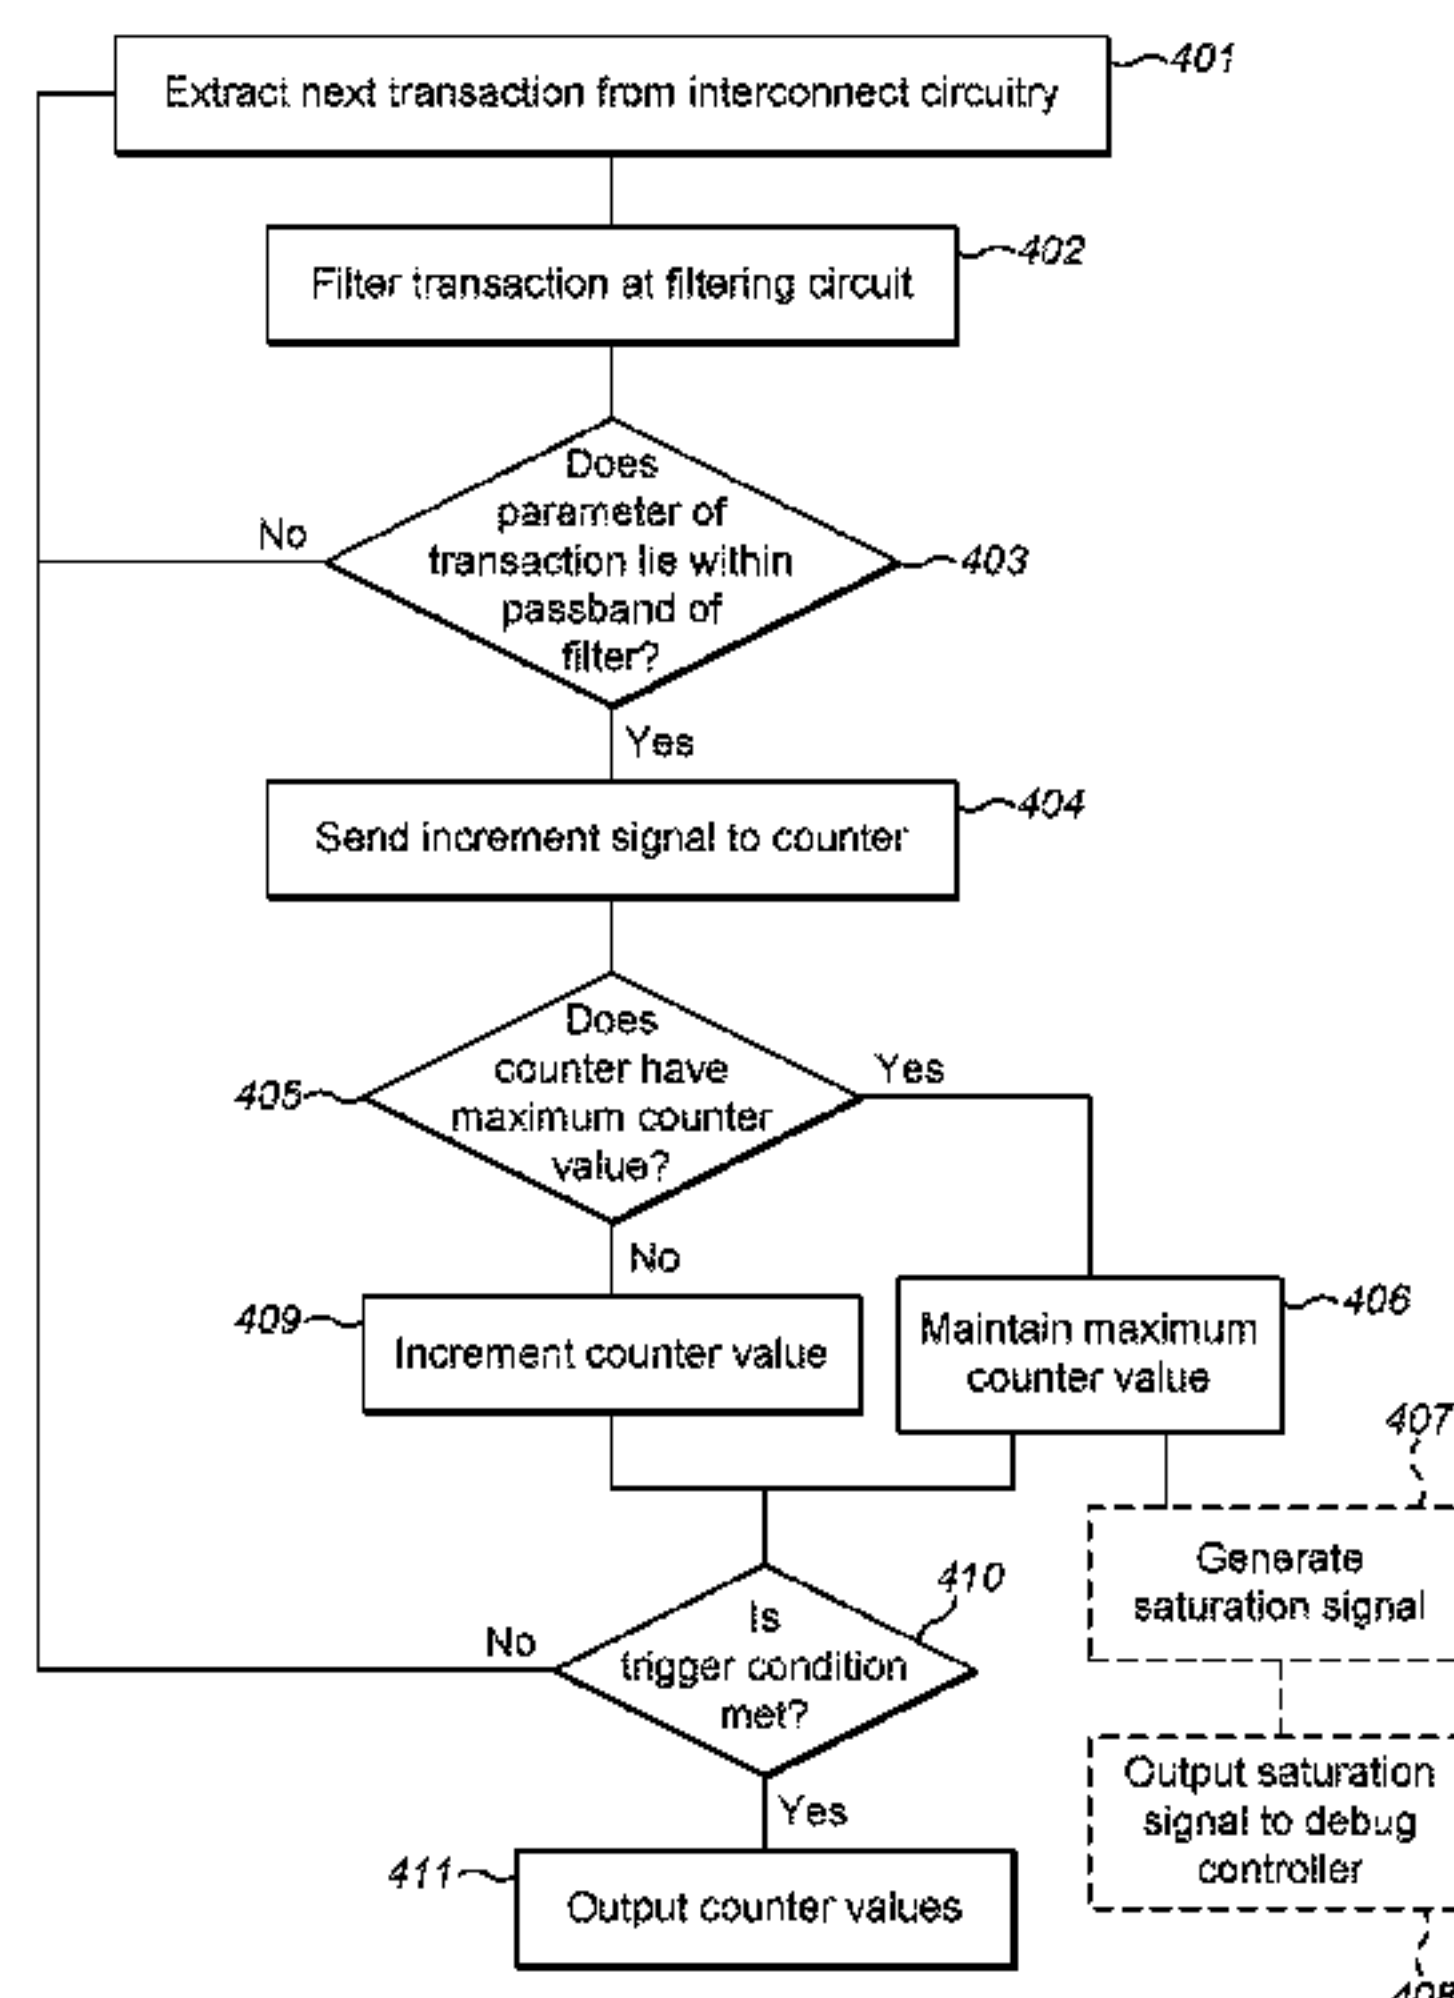 401
Extract next transaction from interconnect circuitry
402
Filter transaction at filtering circuit
Does
parameter of
transaction lie within
passband of
filter?
403
No
Yes
404
Send increment signal to counter
405
Does
counter have
maximum counter
value?
Yes
No
409
Increment counter value
406
Maintain maximum
counter value
407
Generate
saturation signal
410
Is
trigger condition
met?
No
Yes
Output saturation
signal to debug
controller
411
Output counter values